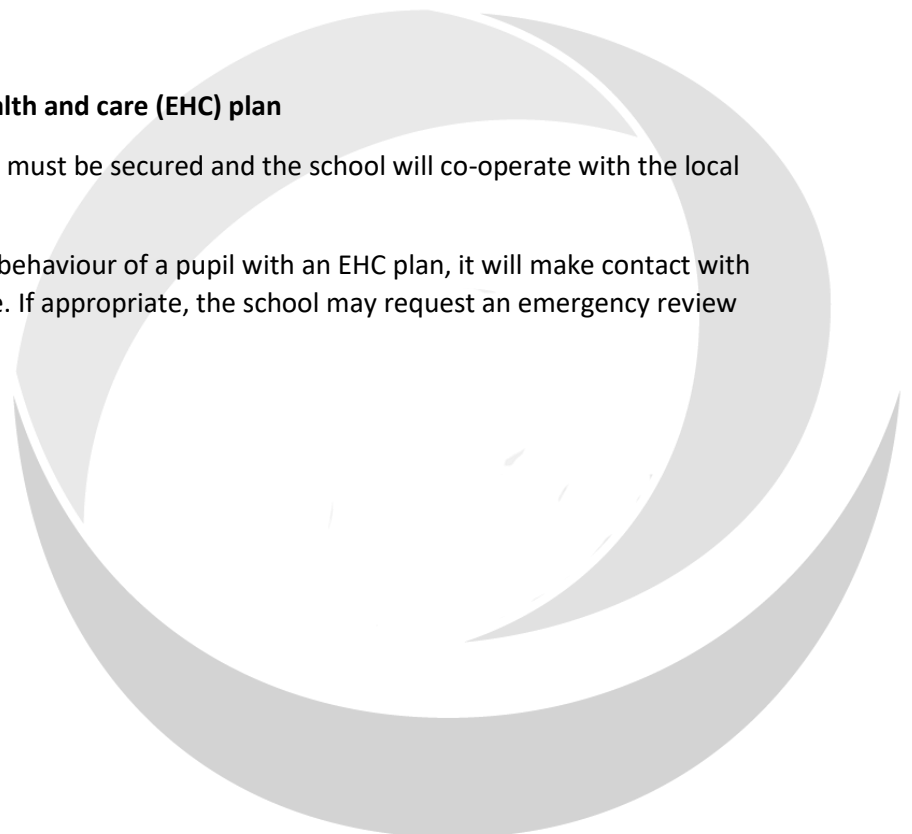 alth and care (EHC) plan
must be secured and the school will co-operate with the local
behaviour of a pupil with an EHC plan, it will make contact with
e. If appropriate, the school may request an emergency review